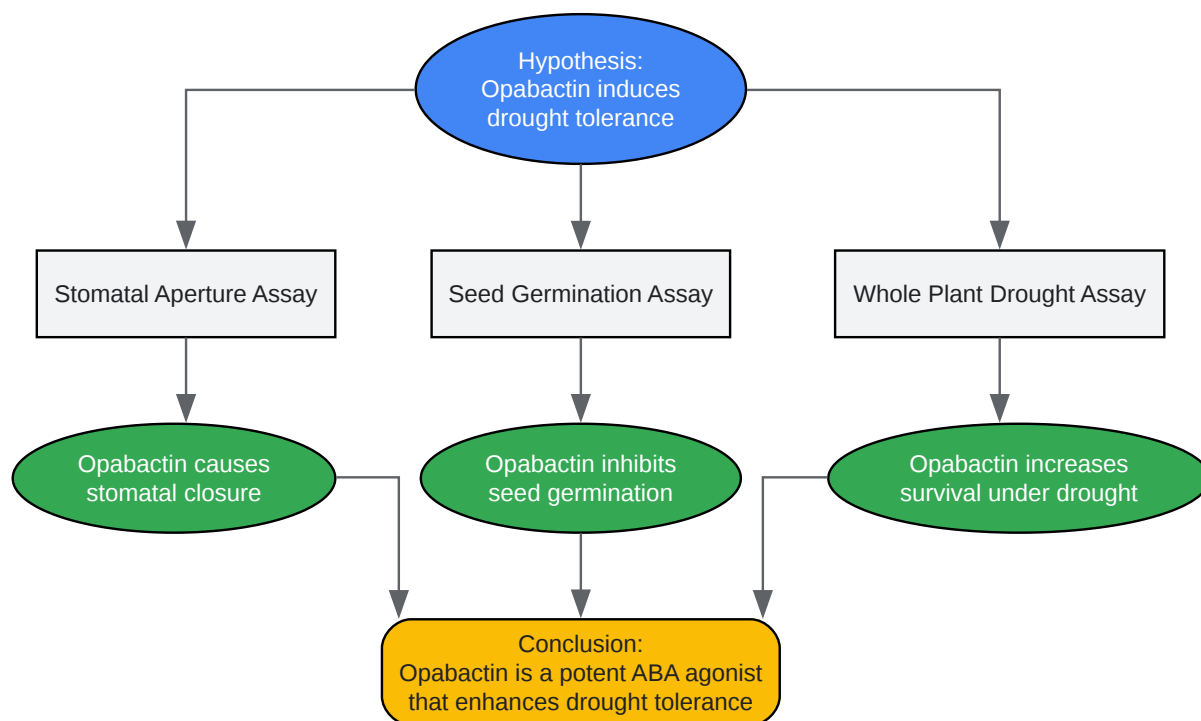 Hypothesis:
Opabactin induces
drought tolerance
Stomatal Aperture Assay
Seed Germination Assay
Whole Plant Drought Assay
Opabactin causes
stomatal closure
Opabactin inhibits
seed germination
Opabactin increases
survival under drought
Conclusion:
Opabactin is a potent ABA agonist
that enhances drought tolerance